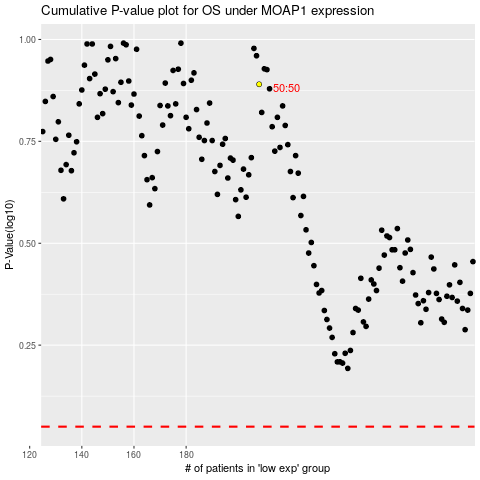 Cumulative P-value plot for OS under MOAP1 expression
1.00
50:50
0.75
P-Value(log10)
0.50
0.25
120 125 140 160 180
# of patients in 'low exp' group